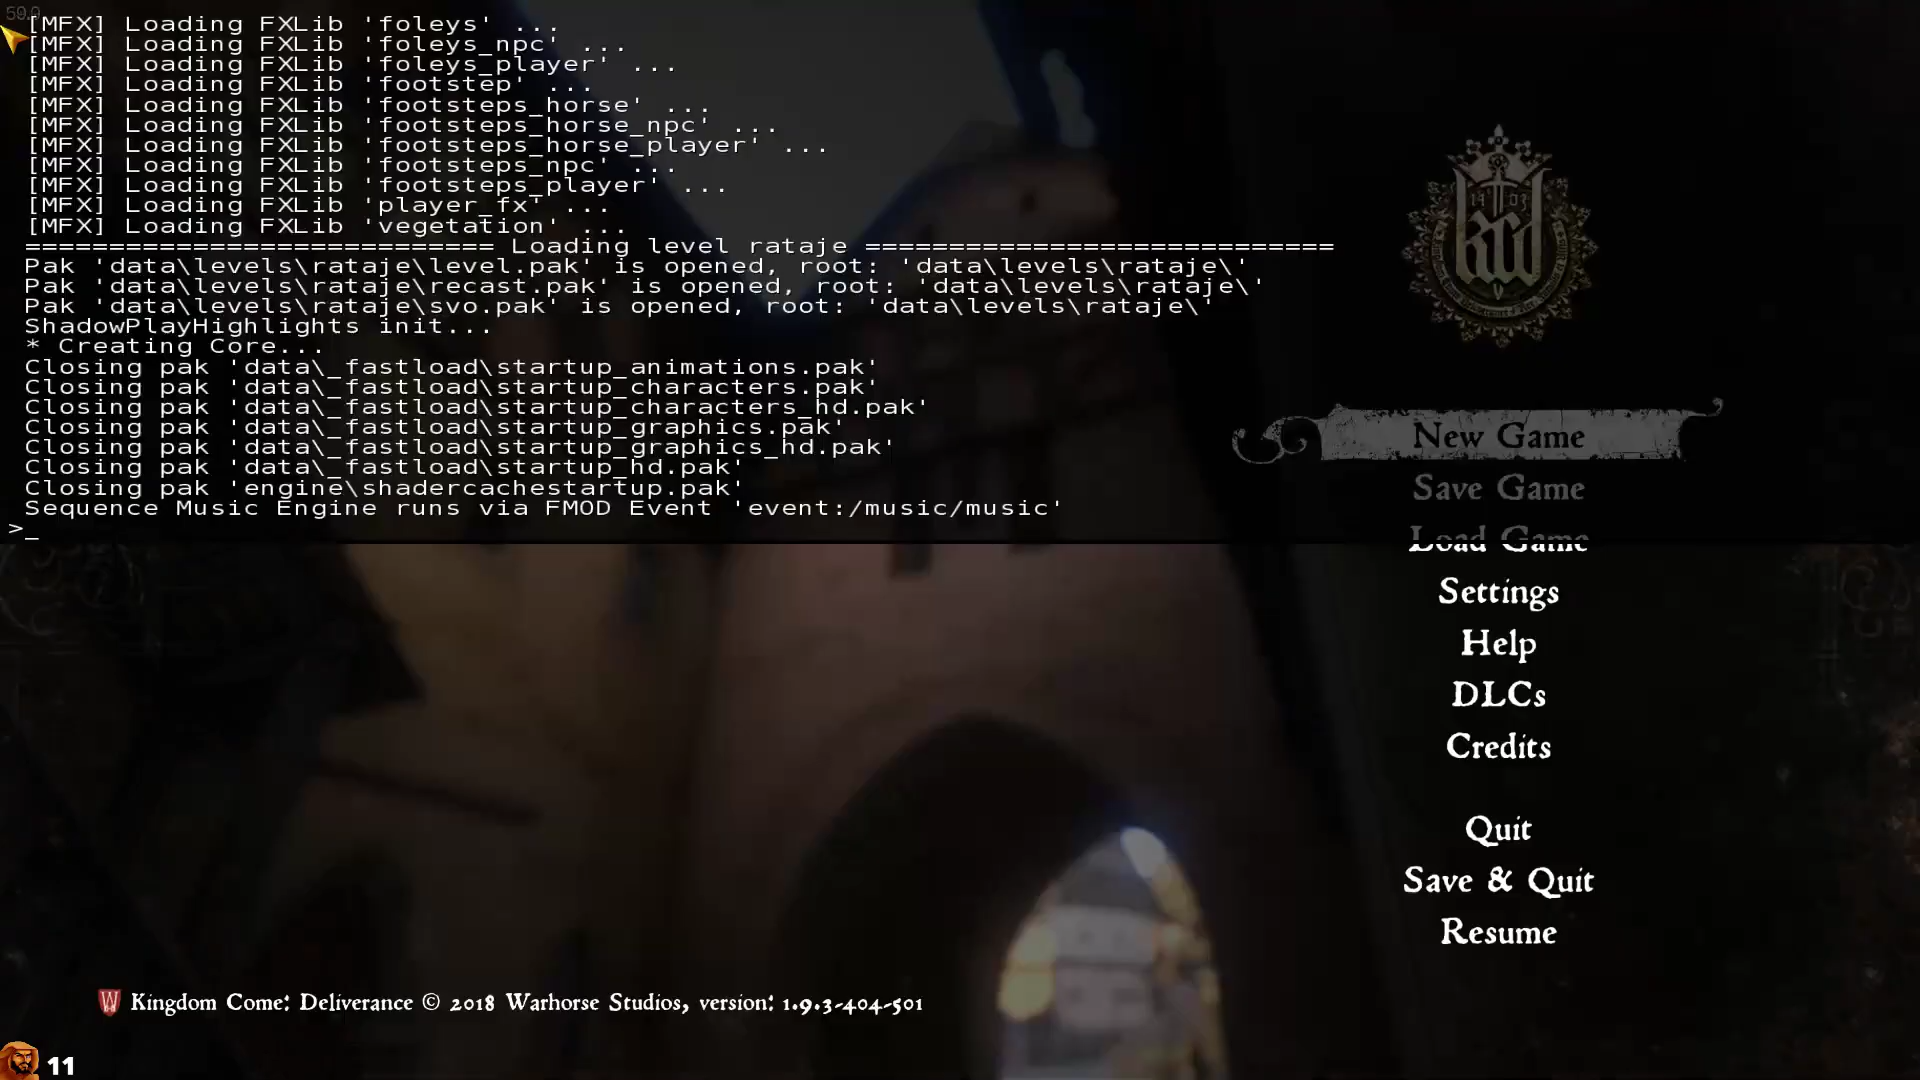 59.0
[MFX] Loading FXLib 'foleys' ...
[MFX] Loading FXLib 'foleys_npc' ...
[MFX] Loading FXLib 'foleys_player' ...
[MFX] Loading FXLib 'footstep' ...
[MFX] Loading FXLib 'footsteps_horse' ...
[MFX] Loading FXLib 'footsteps_horse_npc' ...
[MFX] Loading FXLib 'footsteps_horse_player' ...
[MFX] Loading FXLib 'footsteps_npc' ...
[MFX] Loading FXLib 'footsteps_player' ...
[MFX] Loading FXLib 'player_fx' ...
[MFX] Loading FXLib 'vegetation' ...
============================ Loading level rataje ============================
Pak 'data\levels\rataje\level.pak' is opened, root: 'data\levels\rataje\'
Pak 'data\levels\rataje\recast.pak' is opened, root: 'data\levels\rataje\'
Pak 'data\levels\rataje\svo.pak' is opened, root: 'data\levels\rataje\'
ShadowPlayHighlights init...
* Creating Core...
Closing pak 'data\_fastload\startup_animations.pak'
Closing pak 'data\_fastload\startup_characters.pak'
Closing pak 'data\_fastload\startup_characters_hd.pak'
Closing pak 'data\_fastload\startup_graphics.pak'
Closing pak 'data\_fastload\startup_graphics_hd.pak'
Closing pak 'data\_fastload\startup_hd.pak'
Closing pak 'engine\shadercachestartup.pak'
Sequence Music Engine runs via FMOD Event 'event:/music/music'
>_
14 03
kcd
New Game
Save Game
Load Game
Settings
Help
DLCs
Credits
Quit
Save & Quit
Resume
Kingdom Come: Deliverance © 2018 Warhorse Studios, version: 1.9.3-404-501
11